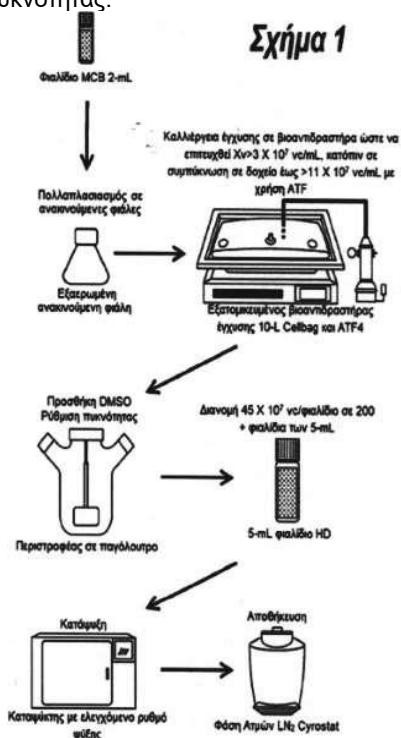 Σχήμα 1
Φιαλίδιο MCB 2-mL
Καλλιέργεια έγχυσης σε βιοαντιδραστήρα ώστε να
επιτευχθεί Xv>3 X 10⁷ vc/mL, κατόπιν σε
συμπύκνωση σε δοχείο έως >11 X 10⁷ vc/mL με
χρήση ATF
Πολλαπλασιασμός σε
ανακινούμενες φιάλες
Εξαερωμένη
ανακινούμενη φιάλη
Εξατομικευμένος βιοαντιδραστήρας
έγχυσης 10-L Cellbag και ATF4
Προσθήκη DMSO
Ρύθμιση πυκνότητας
Διανομή 45 X 10⁷ vc/φιαλίδιο σε 200
+ φιαλίδια των 5-mL
Περιστροφέας σε παγόλουτρο
5-mL φιαλίδιο HD
Κατάψυξη
Αποθήκευση
Καταψύκτης με ελεγχόμενο ρυθμό
ψύξης
Φάση Ατμών LN₂ Cyrostat